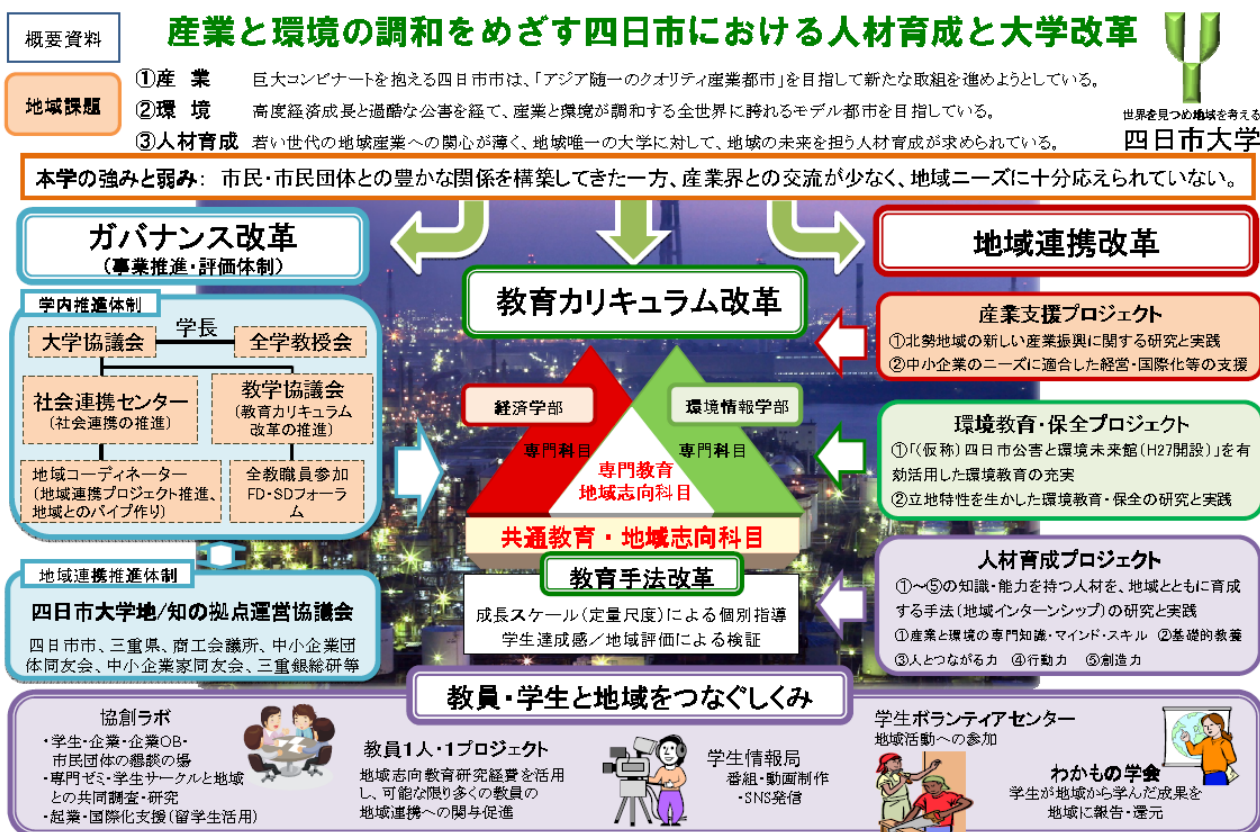 概要資料
産業と環境の調和をめざす四日市における人材育成と大学改革
世界を見つめ地域を考える
四日市大学
地域課題
①産 業 巨大コンビナートを抱える四日市市は、「アジア随一のクオリティ産業都市」を目指して新たな取組を進めようとしている。
②環 境 高度経済成長と過酷な公害を経て、産業と環境が調和する全世界に誇れるモデル都市を目指している。
③人材育成 若い世代の地域産業への関心が薄く、地域唯一の大学に対して、地域の未来を担う人材育成が求められている。
本学の強みと弱み: 市民・市民団体との豊かな関係を構築してきた一方、産業界との交流が少なく、地域ニーズに十分応えられていない。
ガバナンス改革
(事業推進・評価体制)
学内推進体制
学長
大学協議会
全学教授会
社会連携センター
(社会連携の推進)
教学協議会
(教育カリキュラム
改革の推進)
地域コーディネーター
(地域連携プロジェクト推進、
地域とのパイプ作り)
全教職員参加
FD・SDフォーラ
ム
地域連携推進体制
四日市大学地/知の拠点運営協議会
四日市市、三重県、商工会議所、中小企業団
体同友会、中小企業家同友会、三重銀総研等
教育カリキュラム改革
経済学部
環境情報学部
専門科目
専門科目
専門教育
地域志向科目
共通教育・地域志向科目
教育手法改革
成長スケール(定量尺度)による個別指導
学生達成感/地域評価による検証
地域連携改革
産業支援プロジェクト
①北勢地域の新しい産業振興に関する研究と実践
②中小企業のニーズに適合した経営・国際化等の支援
環境教育・保全プロジェクト
①「(仮称)四日市公害と環境未来館(H27開設)」を有
効活用した環境教育の充実
②立地特性を生かした環境教育・保全の研究と実践
人材育成プロジェクト
①~⑤の知識・能力を持つ人材を、地域とともに育成
する手法(地域インターンシップ)の研究と実践
①産業と環境の専門知識・マインド・スキル ②基礎的教養
③人とつながる力 ④行動力 ⑤創造力
教員・学生と地域をつなぐしくみ
協創ラボ
・学生・企業・企業OB・
市民団体の懇談の場
・専門ゼミ・学生サークルと地域
との共同調査・研究
・起業・国際化支援(留学生活用)
教員1人・1プロジェクト
地域志向教育研究経費を活用
し、可能な限り多くの教員の
地域連携への関与促進
学生情報局
番組・動画制作
・SNS発信
学生ボランティアセンター
地域活動への参加
わかもの学会
学生が地域から学んだ成果を
地域に報告・還元